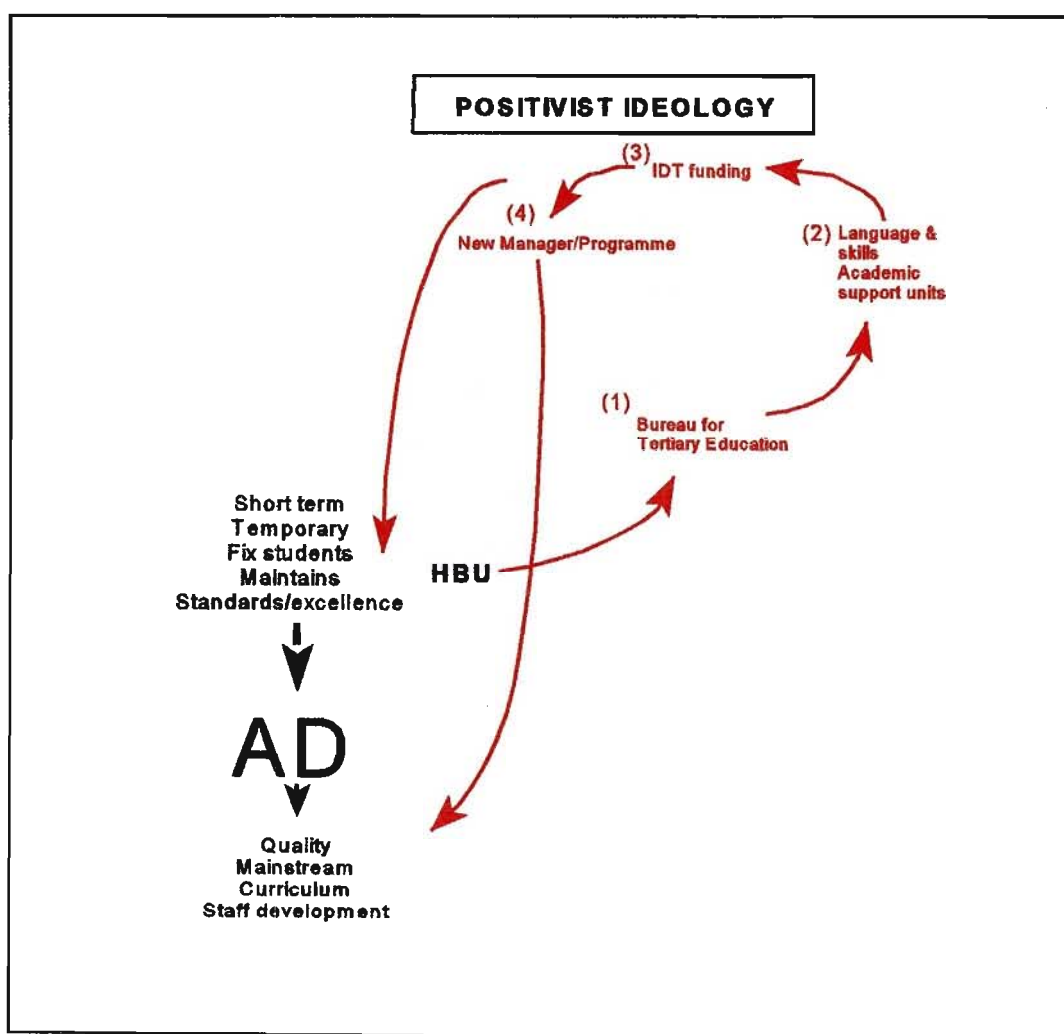 POSITIVIST IDEOLOGY
(3)
IDT funding
(4)
New Manager/Programme
(2) Language &
skills
Academic
support units
(1)
Bureau for
Tertiary Education
Short term
Temporary
Fix students
Maintains
Standards/excellence
HBU
AD
Quality
Mainstream
Curriculum
Staff development